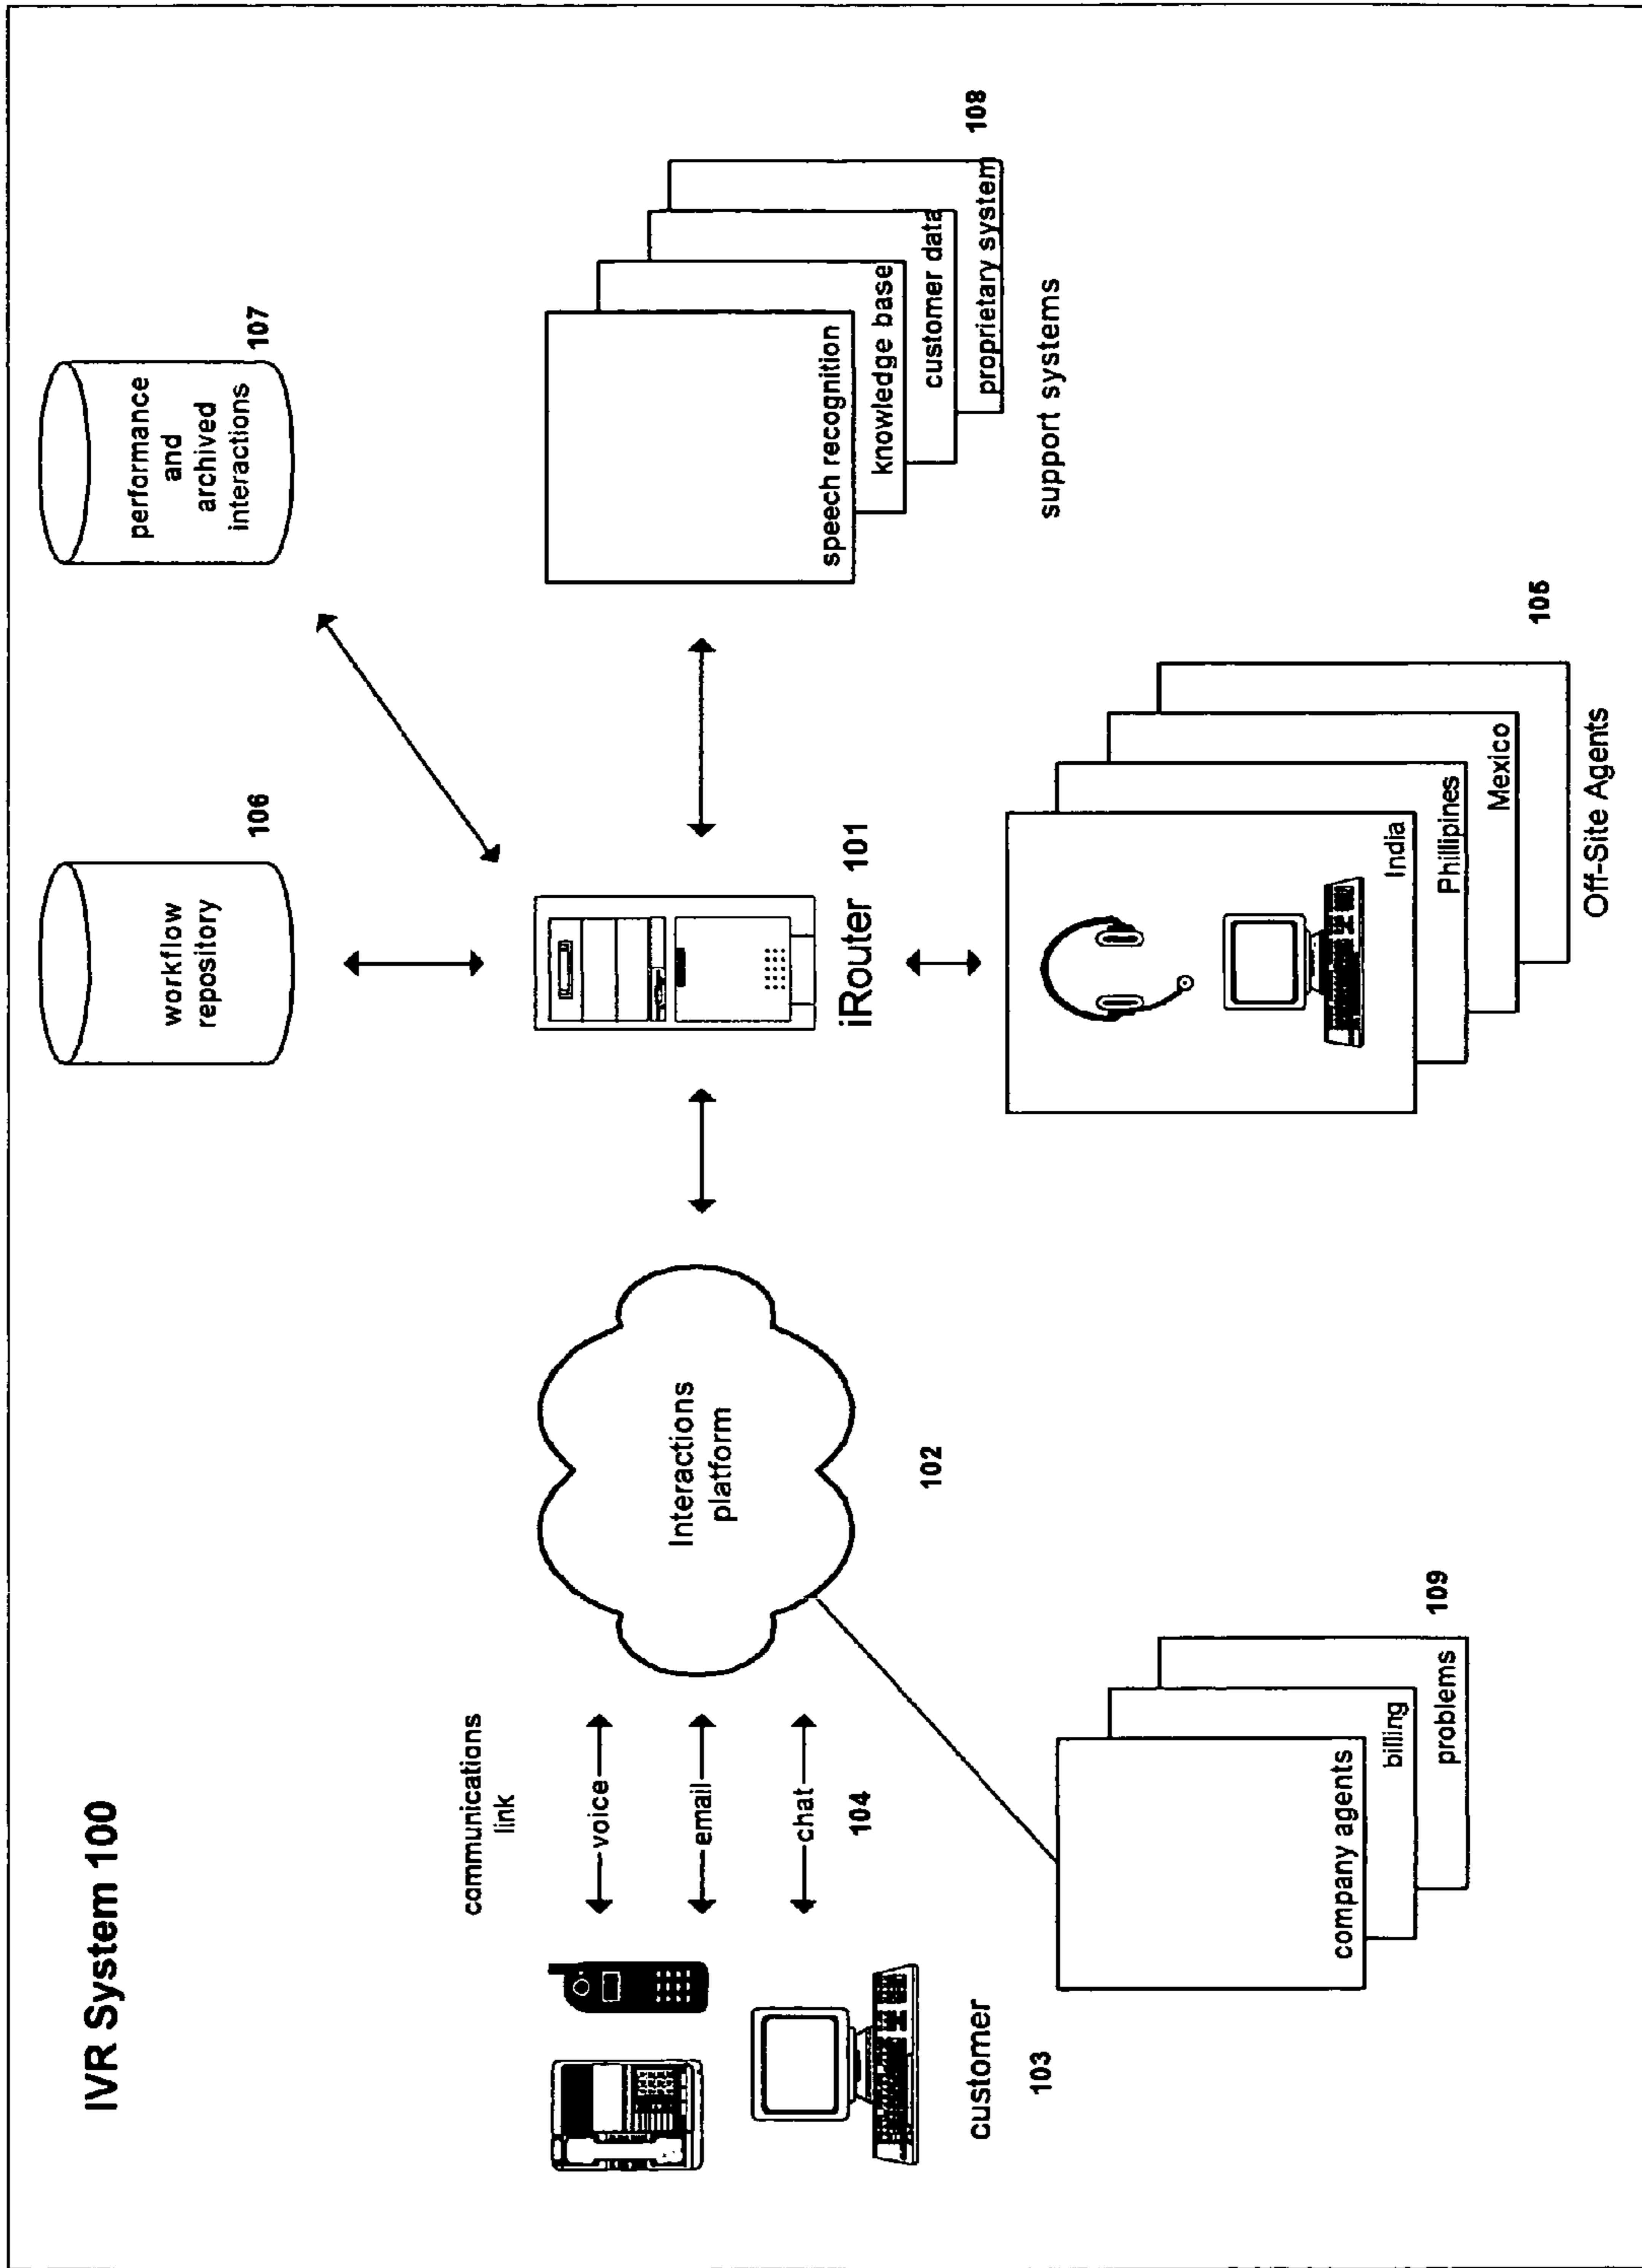 IVR System 100
workflow
repository
106
performance
and
archived
interactions
107
communications
link
voice
email
chat
104
customer
103
Interactions
platform
102
iRouter 101
speech recognition
knowledge base
customer data
proprietary system
108
support systems
company agents
billing
problems
109
India
Phillipines
Mexico
105
Off-Site Agents